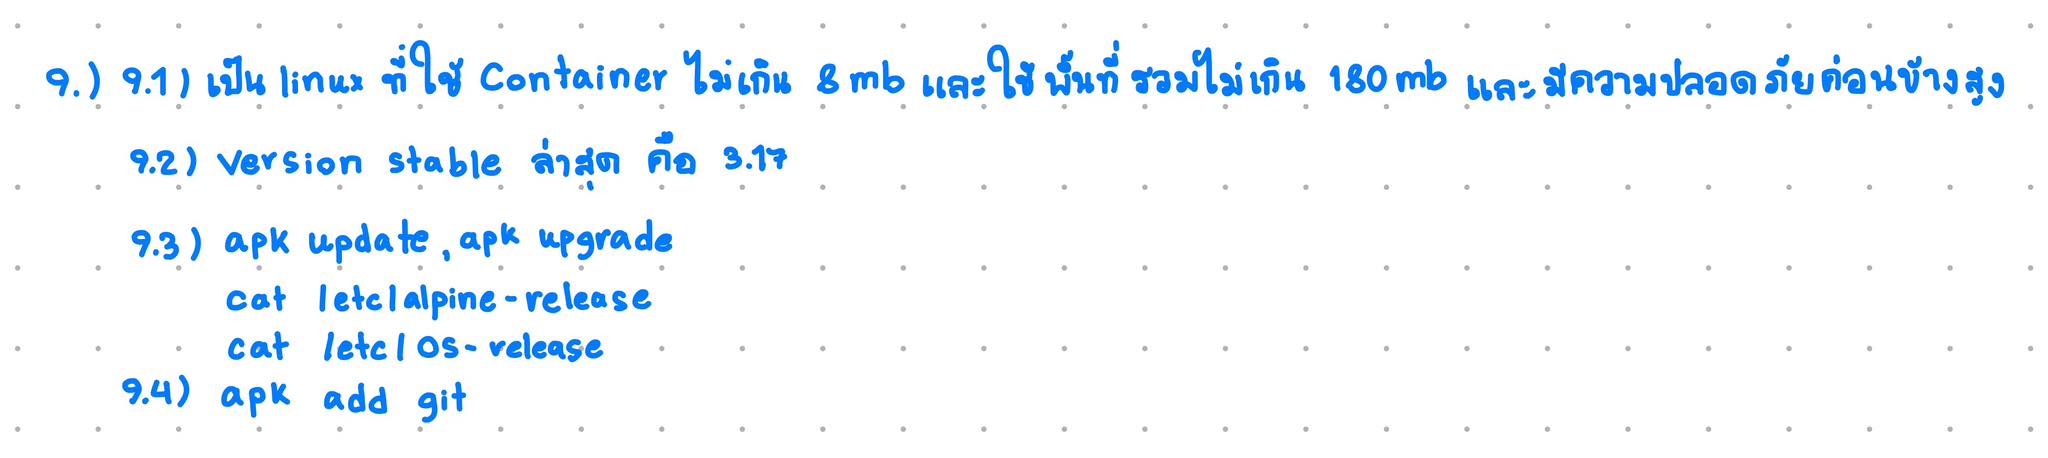 9.) 9.1) เป็น linux ที่ใช้ Container ไม่เกิน 8 mb และใช้พื้นที่รวมไม่เกิน 180 mb และมีความปลอดภัยค่อนข้างสูง
9.2) version stable ล่าสุด คือ 3.17
9.3) apk update, apk upgrade
cat /etc/alpine-release
cat /etc/os-release
9.4) apk add git